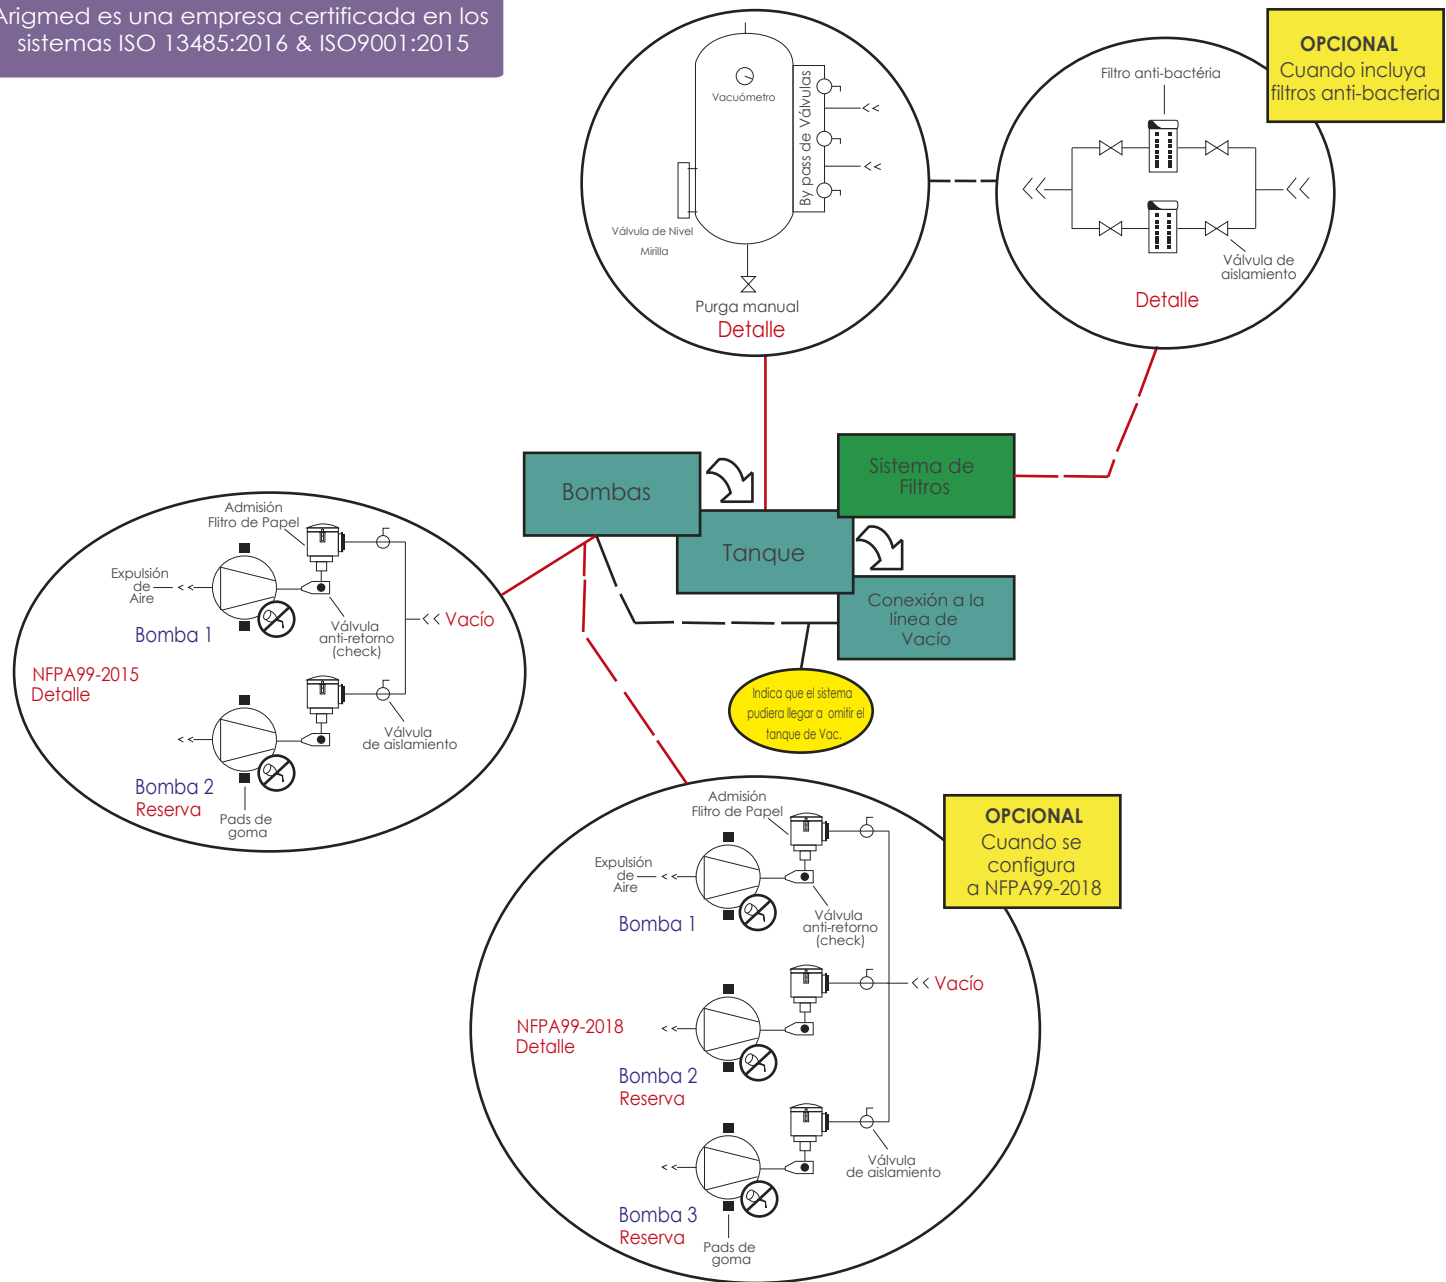 Arigmed es una empresa certificada en los
sistemas ISO 13485:2016 & ISO9001:2015
Vacuómetro
By pass de Válvulas
Válvula de Nivel
Mirilla
Purga manual
Detalle
OPCIONAL
Cuando incluya
filtros anti-bacteria
Filtro anti-bactéria
Válvula de
aislamiento
Detalle
Bombas
Tanque
Sistema de
Filtros
Conexión a la
línea de
Vacío
Indica que el sistema
pudiera llegar a omitir el
tanque de Vac.
Admisión
Flitro de Papel
Expulsión
de
Aire
<<
Bomba 1
Válvula
anti-retorno
(check)
<< Vacío
NFPA99-2015
Detalle
<<
Válvula
de aislamiento
Bomba 2
Reserva
Pads de
goma
OPCIONAL
Cuando se
configura
a NFPA99-2018
Admisión
Flitro de Papel
Expulsión
de
Aire
<<
Bomba 1
Válvula
anti-retorno
(check)
<< Vacío
NFPA99-2018
Detalle
<<
Bomba 2
Reserva
<<
Válvula
de aislamiento
Bomba 3
Reserva
Pads de
goma